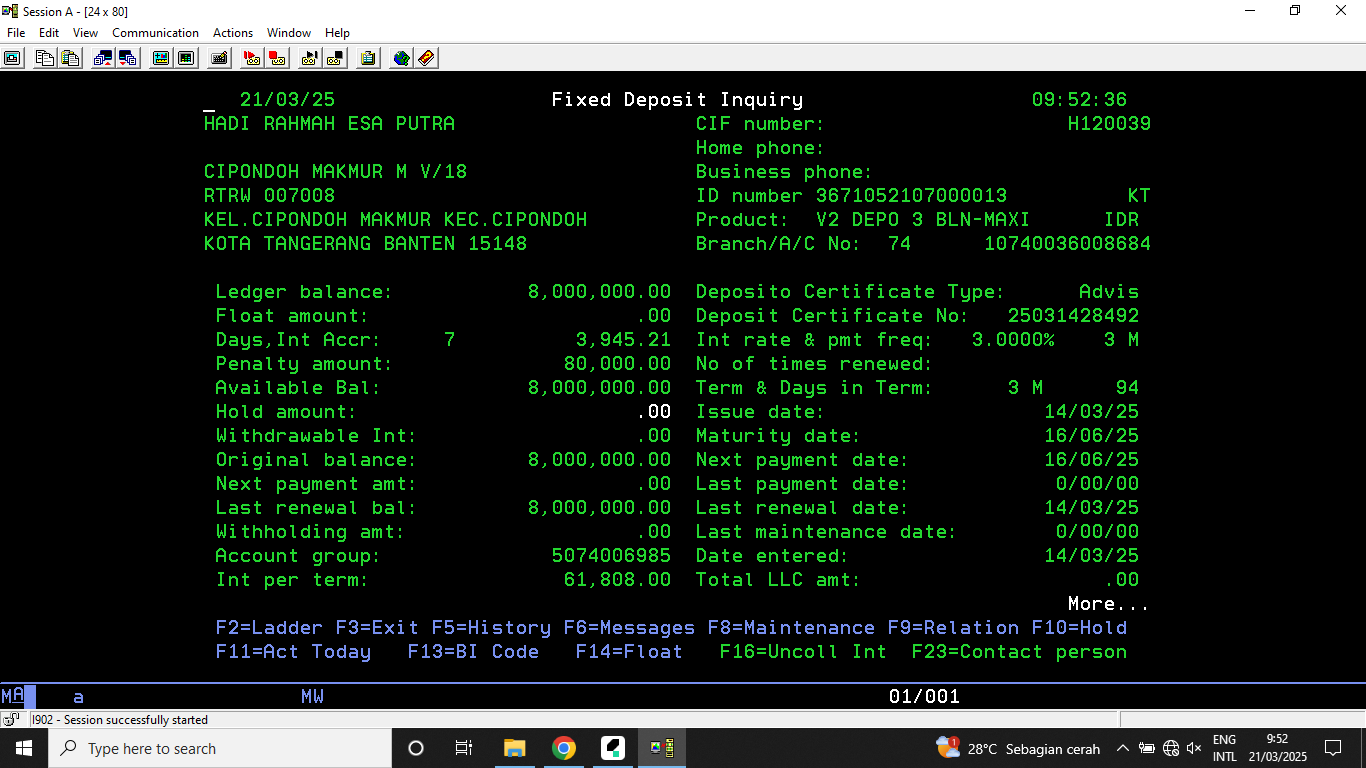 Session A - [24 x 80]
File Edit View Communication Actions Window Help
21/03/25 Fixed Deposit Inquiry 09:52:36
HADI RAHMAH ESA PUTRA CIF number: H120039
Home phone:
CIPONDOH MAKMUR M V/18 Business phone:
RTRW 007008 ID number 3671052107000013 KT
KEL.CIPONDOH MAKMUR KEC.CIPONDOH Product: V2 DEPO 3 BLN-MAXI IDR
KOTA TANGERANG BANTEN 15148 Branch/A/C No: 74 10740036008684
Ledger balance: 8,000,000.00 Deposito Certificate Type: Advis
Float amount: .00 Deposit Certificate No: 25031428492
Days,Int Accr: 7 3,945.21 Int rate & pmt freq: 3.0000% 3 M
Penalty amount: 80,000.00 No of times renewed:
Available Bal: 8,000,000.00 Term & Days in Term: 3 M 94
Hold amount: .00 Issue date: 14/03/25
Withdrawable Int: .00 Maturity date: 16/06/25
Original balance: 8,000,000.00 Next payment date: 16/06/25
Next payment amt: .00 Last payment date: 0/00/00
Last renewal bal: 8,000,000.00 Last renewal date: 14/03/25
Withholding amt: .00 Last maintenance date: 0/00/00
Account group: 5074006985 Date entered: 14/03/25
Int per term: 61,808.00 Total LLC amt: .00
More...
F2=Ladder F3=Exit F5=History F6=Messages F8=Maintenance F9=Relation F10=Hold
F11=Act Today F13=BI Code F14=Float F16=Uncoll Int F23=Contact person
MA a MW 01/001
I902 - Session successfully started
Type here to search 1 28°C Sebagian cerah ENG INTL 9:52 21/03/2025